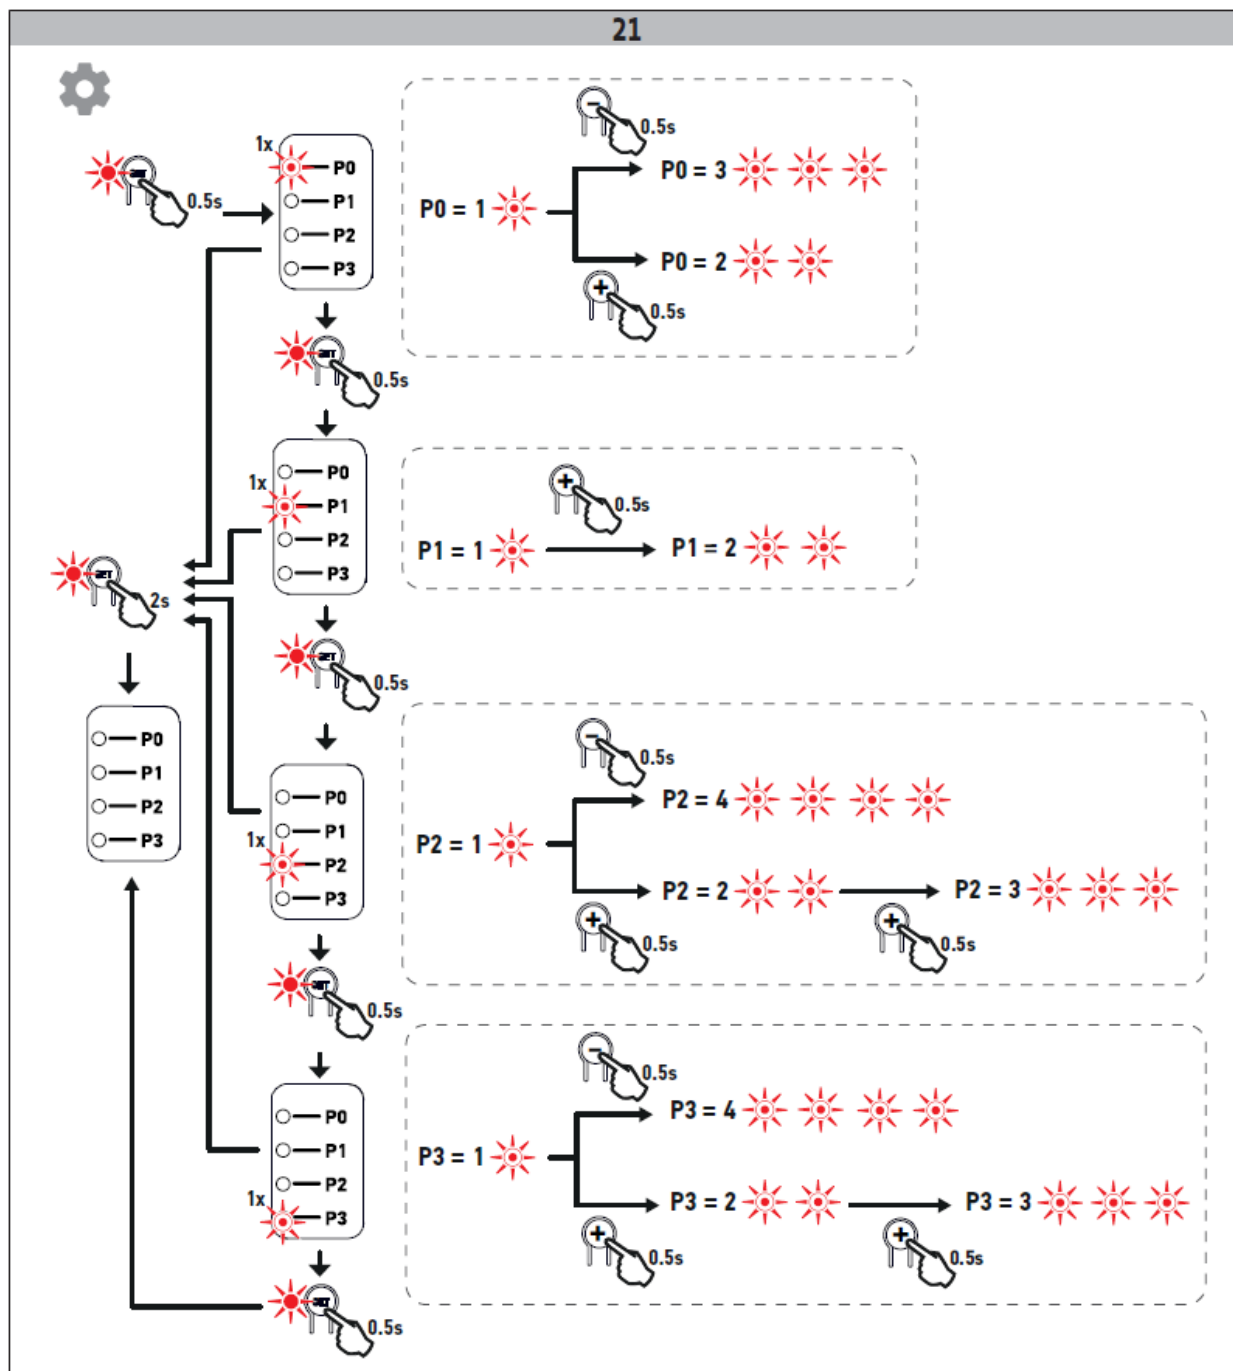 21
0.5s
1x
P0
P1
P2
P3
0.5s
P0
1x
P1
P2
P3
0.5s
P0
P1
1x
P2
P3
0.5s
P0
P1
P2
1x
P3
0.5s
SET
2s
P0
P1
P2
P3
-
0.5s
P0 = 3
P0 = 1
P0 = 2
+
0.5s
+
0.5s
P1 = 1
P1 = 2
-
0.5s
P2 = 4
P2 = 1
P2 = 2
P2 = 3
+
0.5s
+
0.5s
-
0.5s
P3 = 4
P3 = 1
P3 = 2
P3 = 3
+
0.5s
+
0.5s